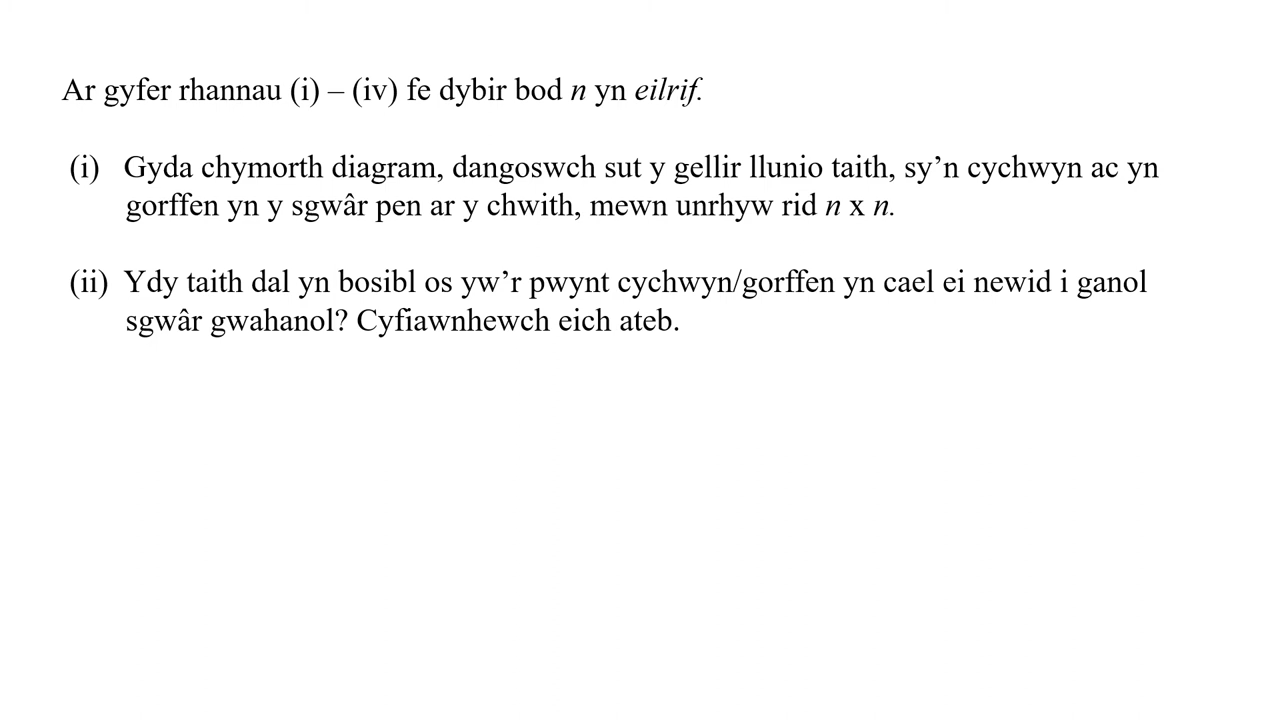 Ar gyfer rhannau (i) – (iv) fe dybir bod n yn eilrif.
(i) Gyda chymorth diagram, dangoswch sut y gellir llunio taith, sy’n cychwyn ac yn
gorffen yn y sgwâr pen ar y chwith, mewn unrhyw rid n x n.
(ii) Ydy taith dal yn bosibl os yw’r pwynt cychwyn/gorffen yn cael ei newid i ganol
sgwâr gwahanol? Cyfiawnhewch eich ateb.